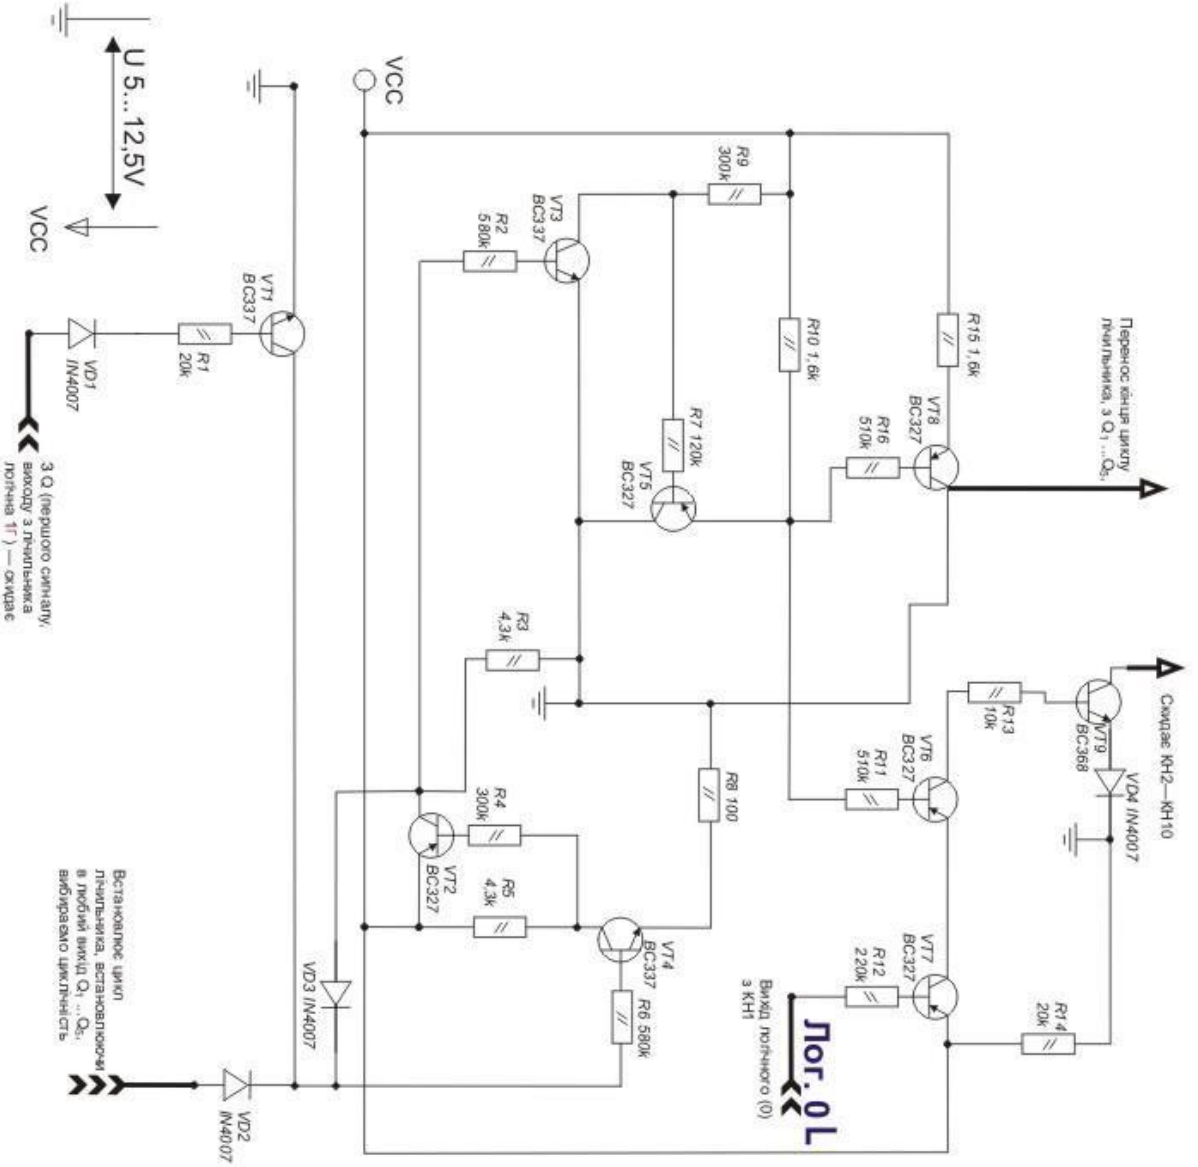 U 5... 12,5V
VCC
VCC
VT1
BC337
R1
20k
VD1
IN4007
З Q (першого сигналу,
виходу з лічильника
логічна 1Г) — скидає
R9
300k
R2
580k
VT3
BC337
R10 1,6k
R15 1,6k
R7 120k
VT5
BC327
R16
510k
VT8
BC327
Перенос кінця циклу
лічильника, з Q1 ...Q5,
R3
4,3k
R8 100
R4
300k
R5
4,3k
VT2
BC327
VT4
BC337
R6 580k
VD3 IN4007
VD2
IN4007
Встановлює цикл
лічильника, встановлюючи
в любий вихід Q1 ...Q5,
вибираємо циклічність
R13
10k
VT9
BC368
VD4 IN4007
Скидає КН2—КН10
R11
510k
VT6
BC327
R12
220k
VT7
BC327
R14
20k
Вихід логічного (0)
з КН1
Лог. 0 L